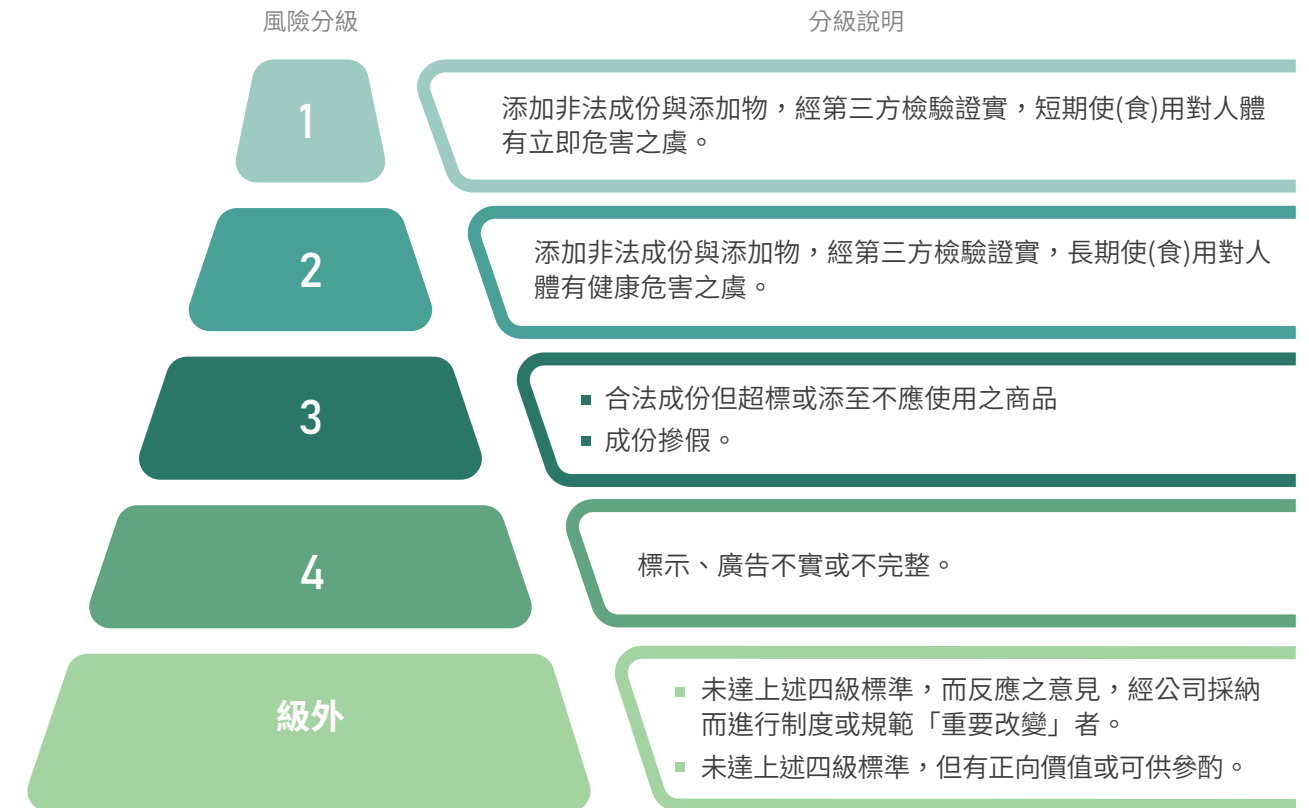 風險分級
分級說明
1
添加非法成份與添加物，經第三方檢驗證實，短期使(食)用對人體
有立即危害之虞。
2
添加非法成份與添加物，經第三方檢驗證實，長期使(食)用對人
體有健康危害之虞。
3
▪ 合法成份但超標或添至不應使用之商品
▪ 成份摻假。
4
標示、廣告不實或不完整。
級外
▪ 未達上述四級標準，而反應之意見，經公司採納
而進行制度或規範「重要改變」者。
▪ 未達上述四級標準，但有正向價值或可供參酌。